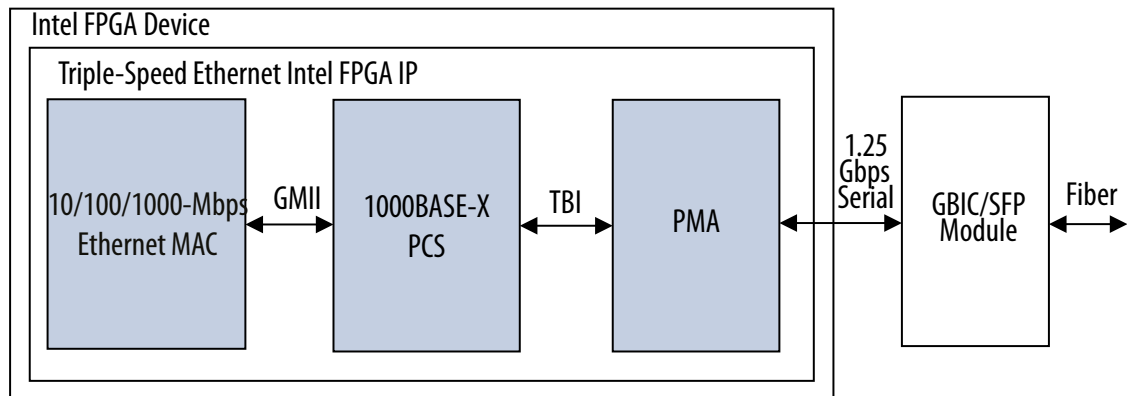 Intel FPGA Device
Triple-Speed Ethernet Intel FPGA IP
10/100/1000-Mbps
Ethernet MAC
GMII
1000BASE-X
PCS
TBI
PMA
1.25
Gbps
Serial
GBIC/SFP
Module
Fiber